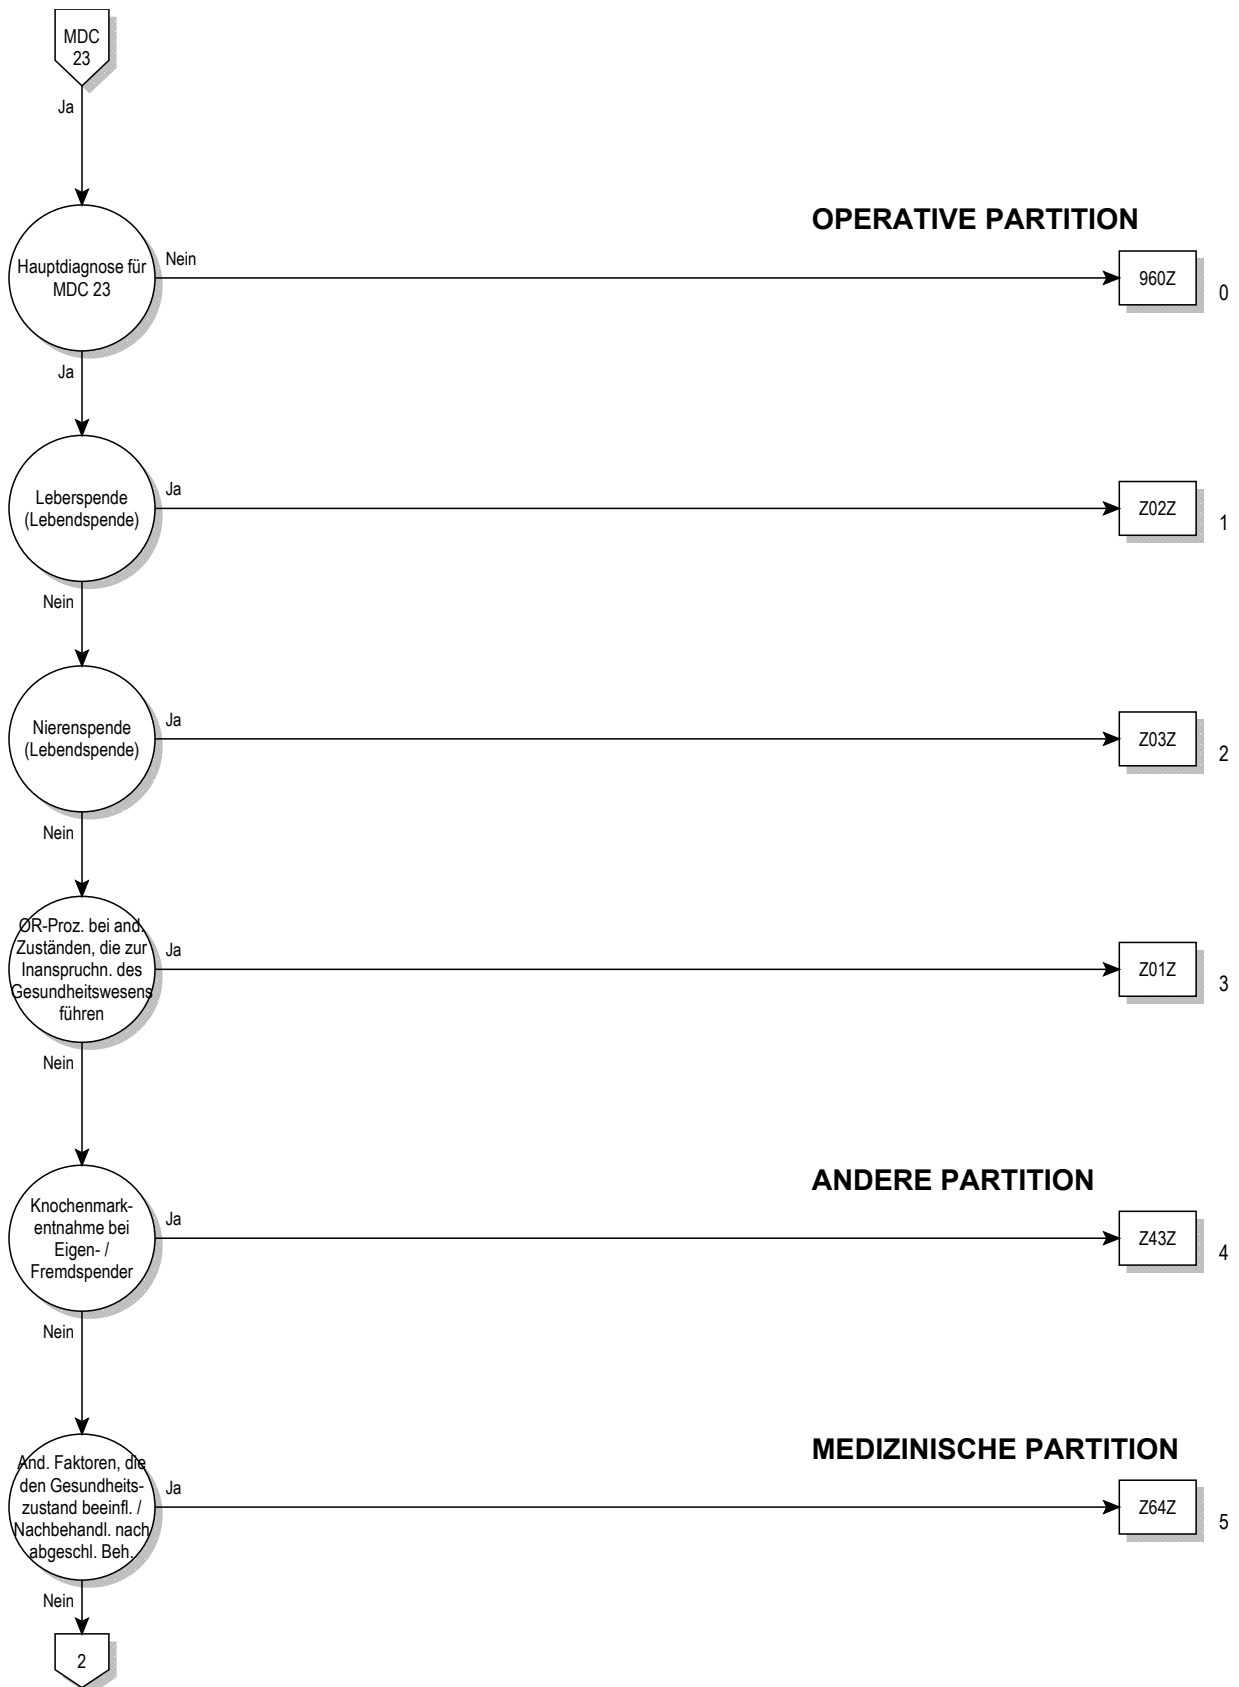 MDC
23
Ja
OPERATIVE PARTITION
Hauptdiagnose für
MDC 23
Nein
960Z
0
Ja
Leberspende
(Lebendspende)
Ja
Z02Z
1
Nein
Nierenspende
(Lebendspende)
Ja
Z03Z
2
Nein
OR-Proz. bei and.
Zuständen, die zur
Inanspruchn. des
Gesundheitswesens
führen
Ja
Z01Z
3
Nein
ANDERE PARTITION
Knochenmark-
entnahme bei
Eigen- /
Fremdspender
Ja
Z43Z
4
Nein
MEDIZINISCHE PARTITION
And. Faktoren, die
den Gesundheits-
zustand beeinfl. /
Nachbehandl. nach
abgeschl. Beh.
Ja
Z64Z
5
Nein
2